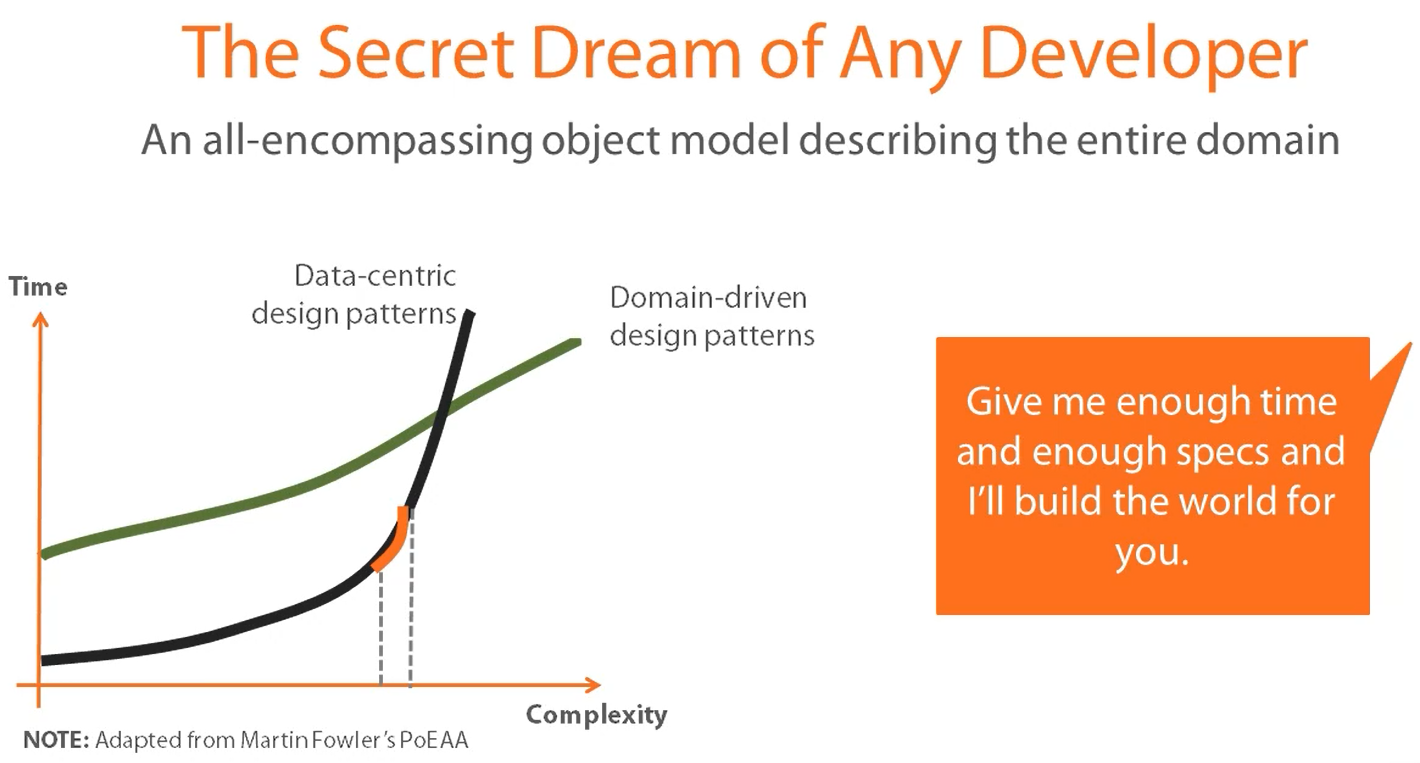 The Secret Dream of Any Developer
An all-encompassing object model describing the entire domain
Time
Data-centric
design patterns
Domain-driven
design patterns
Give me enough time
and enough specs and
I’ll build the world for
you.
Complexity
NOTE: Adapted from Martin Fowler’s PoEAA